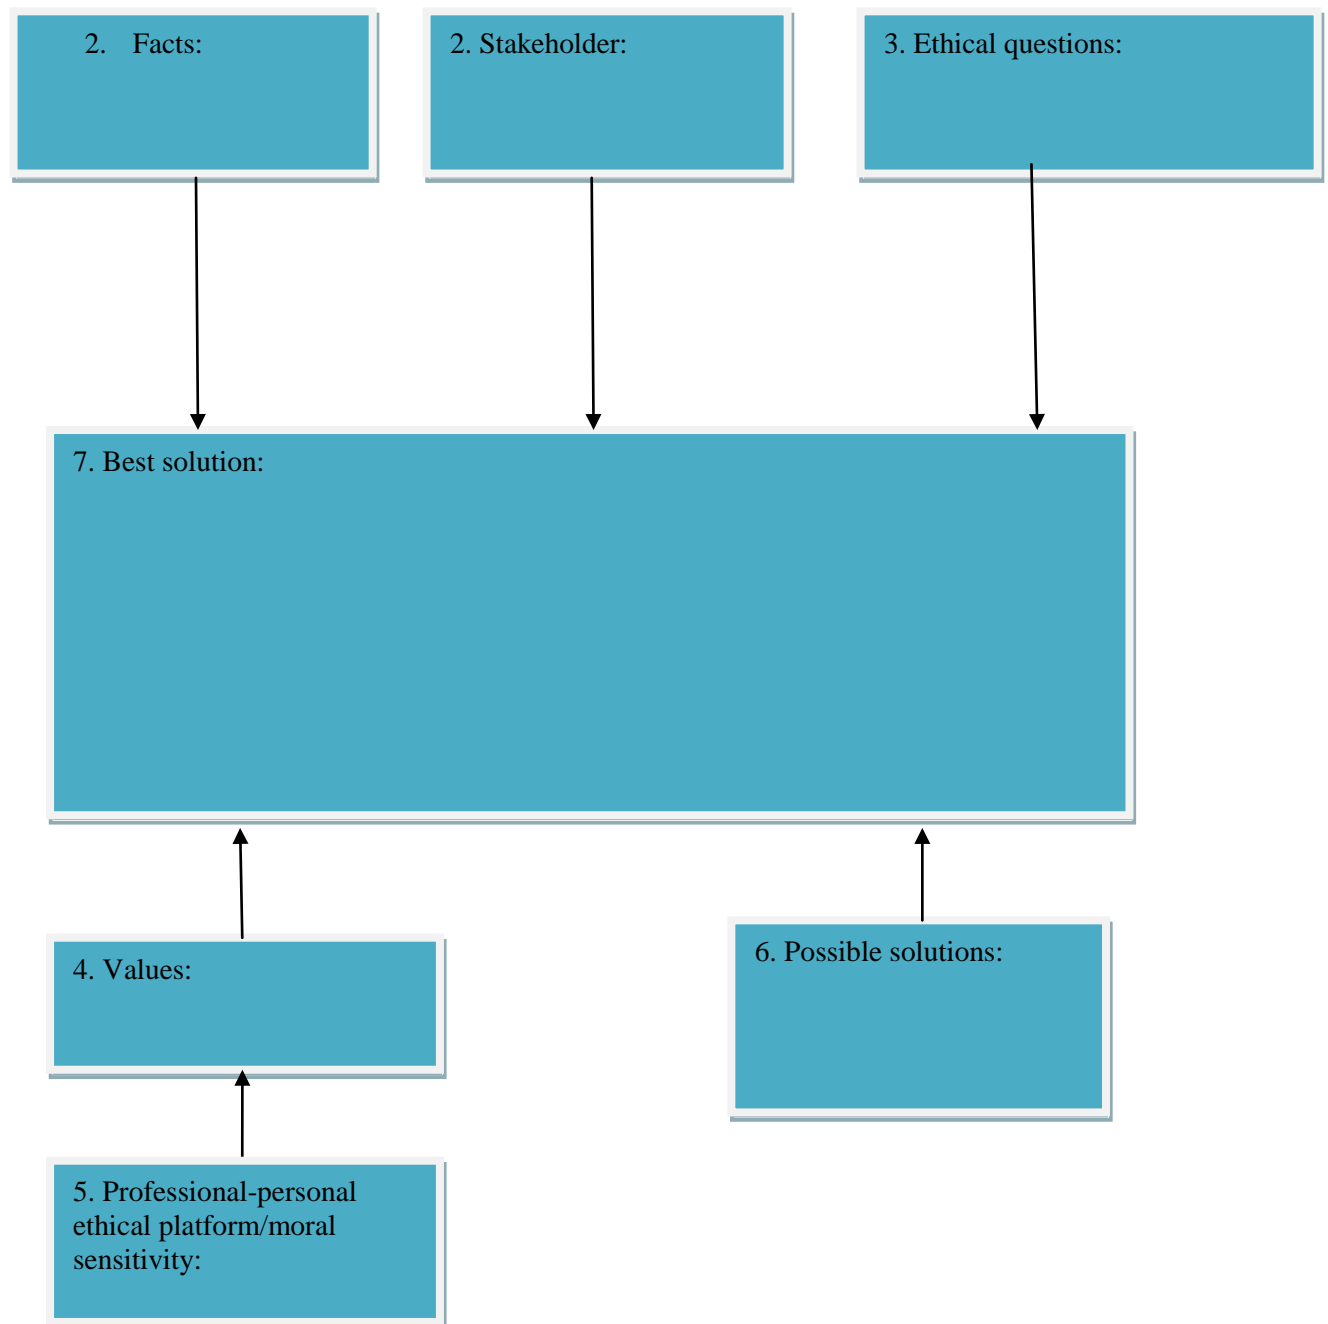 2. Facts:
2. Stakeholder:
3. Ethical questions:
7. Best solution:
4. Values:
6. Possible solutions:
5. Professional-personal
ethical platform/moral
sensitivity: